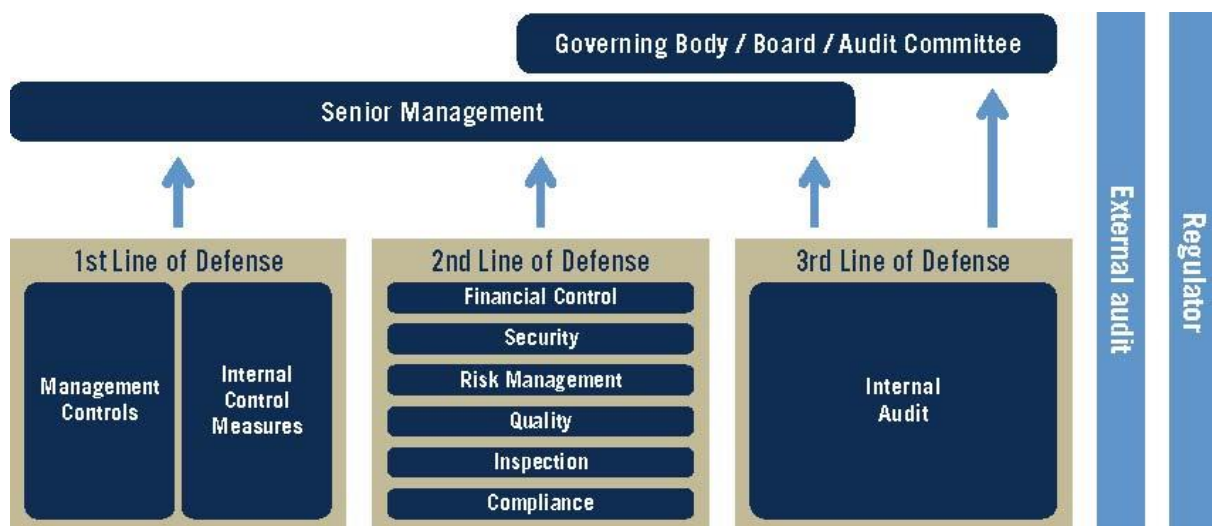 Governing Body / Board / Audit Committee
Senior Management
1st Line of Defense
Management
Controls
Internal
Control
Measures
2nd Line of Defense
Financial Control
Security
Risk Management
Quality
Inspection
Compliance
3rd Line of Defense
Internal
Audit
External audit
Regulator